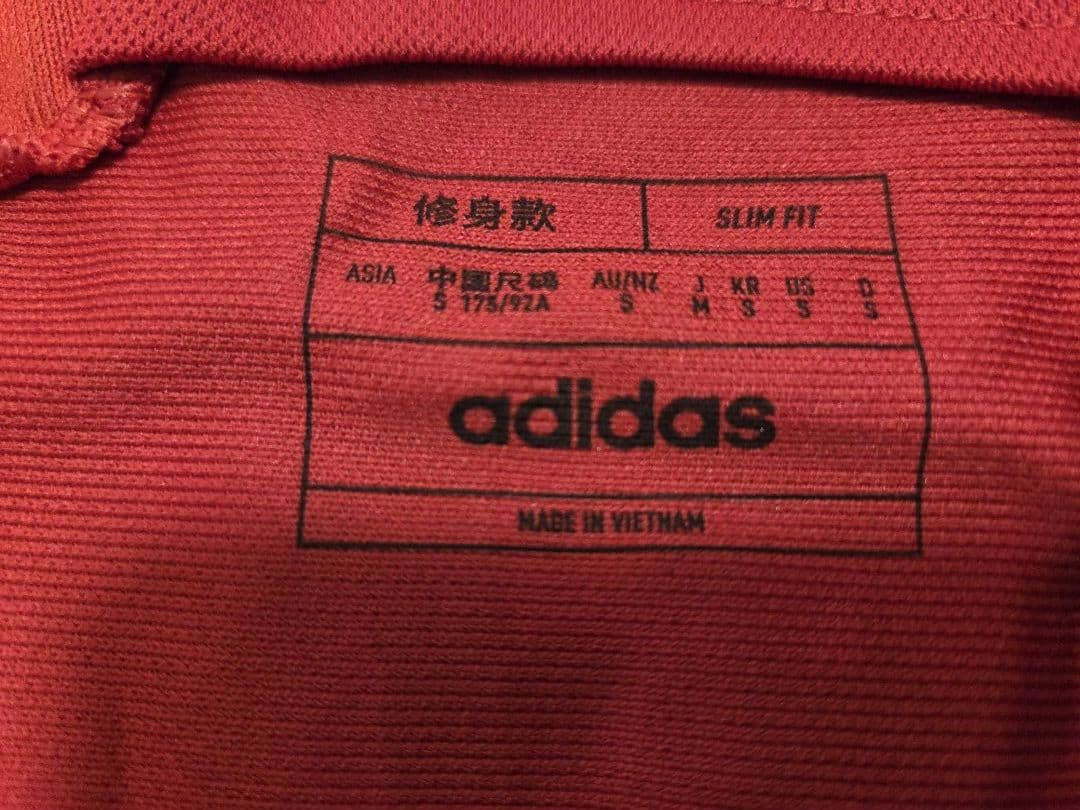 修身款 SLIM FIT
ASIA 中國尺碼 AU/NZ J KR US D
S 175/92A S M S S S
adidas
MADE IN VIETNAM